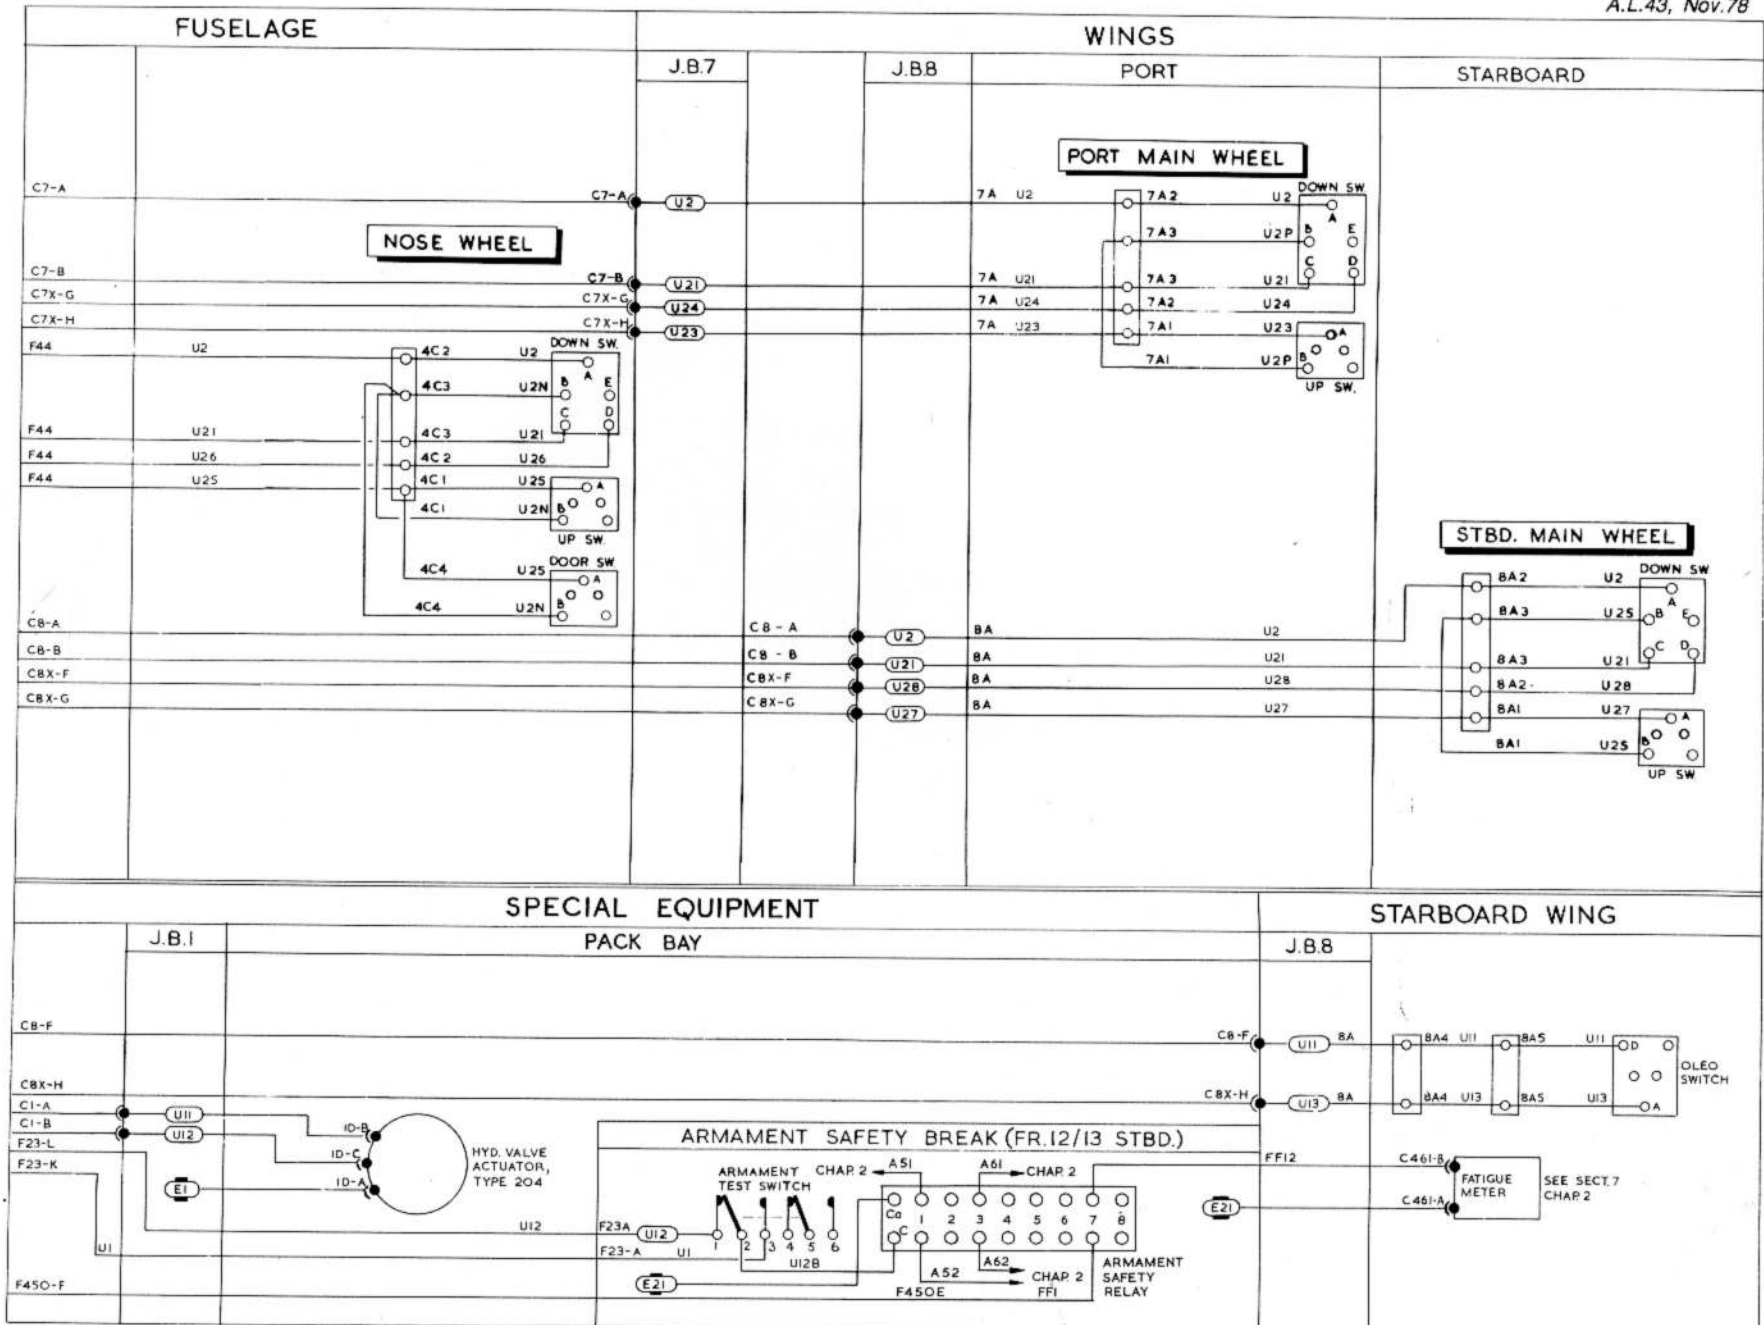 A.L.43, Nov.78
FUSELAGE
WINGS
J.B.7
J.B.8
PORT
STARBOARD
PORT MAIN WHEEL
C7-A
C7-A
U2
7A U2
7A2 U2
DOWN SW
A
7A3 U2P
B E
C D
NOSE WHEEL
C7-B
C7-B
U21
7A U21
7A3 U21
C7X-G
C7X-G
U24
7A U24
7A2 U24
C7X-H
C7X-H
U23
7A U23
7A1 U23
A
7A1 U2P
B
UP SW.
F44 U2
4C2 U2
DOWN SW.
A
4C3 U2N
B E
C D
F44 U21
4C3 U21
F44 U26
4C2 U26
F44 U25
4C1 U25
A
4C1 U2N
B
UP SW.
4C4 U25
DOOR SW
A
4C4 U2N
B
STBD. MAIN WHEEL
8A2 U2
DOWN SW
A
8A3 U2S
B E
C D
C8-A
C8-A
U2
8A U2
C8-B
C8-B
U21
8A U21
8A3 U21
C8X-F
C8X-F
U28
8A U28
8A2 U28
C8X-G
C8X-G
U27
8A U27
8A1 U27
A
8A1 U2S
B
UP SW
SPECIAL EQUIPMENT
STARBOARD WING
J.B.1
PACK BAY
J.B.8
C8-F
C8-F
U11
8A
8A4 U11
8A5 U11
D
OLEO
SWITCH
C8X-H
C8X-H
U13
8A
8A4 U13
8A5 U13
A
C1-A
U11
1D-B
C1-B
U12
1D-C
E1
1D-A
HYD. VALVE
ACTUATOR,
TYPE 204
F23-L
F23-K
U1
U12
ARMAMENT SAFETY BREAK (FR.12/13 STBD.)
ARMAMENT
TEST SWITCH
CHAP. 2
A51
A61
CHAP. 2
FF12
C461-B
C461-A
FATIGUE
METER
SEE SECT.7
CHAP.2
E21
F23A
U12
1 2 3 4 5 6
F23-A U1
U12B
Ca
C
1 2 3 4 5 6 7 8
E21
A52
A62
CHAP. 2
F450E
FF1
ARMAMENT
SAFETY
RELAY
F450-F